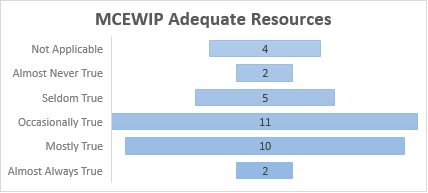 MCEWIP Adequate Resources
Not Applicable 4
Almost Never True 2
Seldom True 5
Occasionally True 11
Mostly True 10
Almost Always True 2